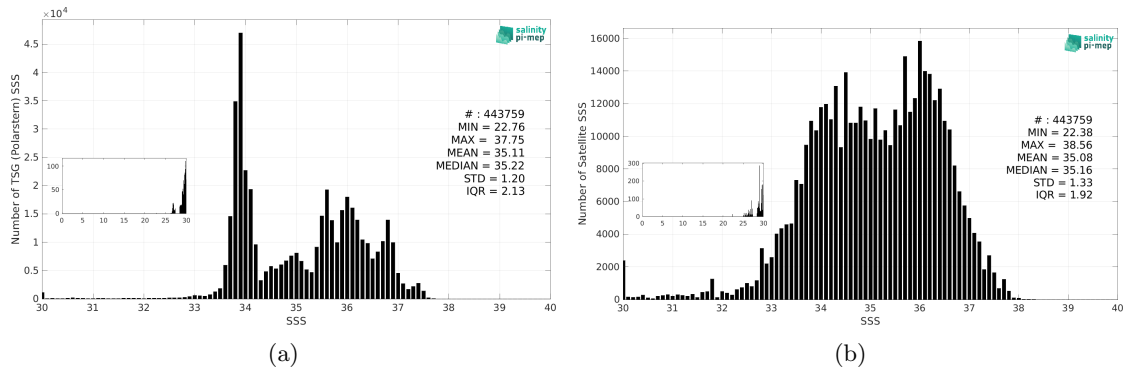 ×10⁴
4.5
4
3.5
3
2.5
2
1.5
1
0.5
0
Number of TSG (Polarstern) SSS
salinity
pi-mep
# : 443759
MIN = 22.76
MAX = 37.75
MEAN = 35.11
MEDIAN = 35.22
STD = 1.20
IQR = 2.13
100
50
0
0 5 10 15 20 25 30
30 31 32 33 34 35 36 37 38 39 40
SSS
(a)
16000
14000
12000
10000
8000
6000
4000
2000
0
Number of Satellite SSS
salinity
pi-mep
# : 443759
MIN = 22.38
MAX = 38.56
MEAN = 35.08
MEDIAN = 35.16
STD = 1.33
IQR = 1.92
300
200
100
0
0 5 10 15 20 25 30
30 31 32 33 34 35 36 37 38 39 40
SSS
(b)